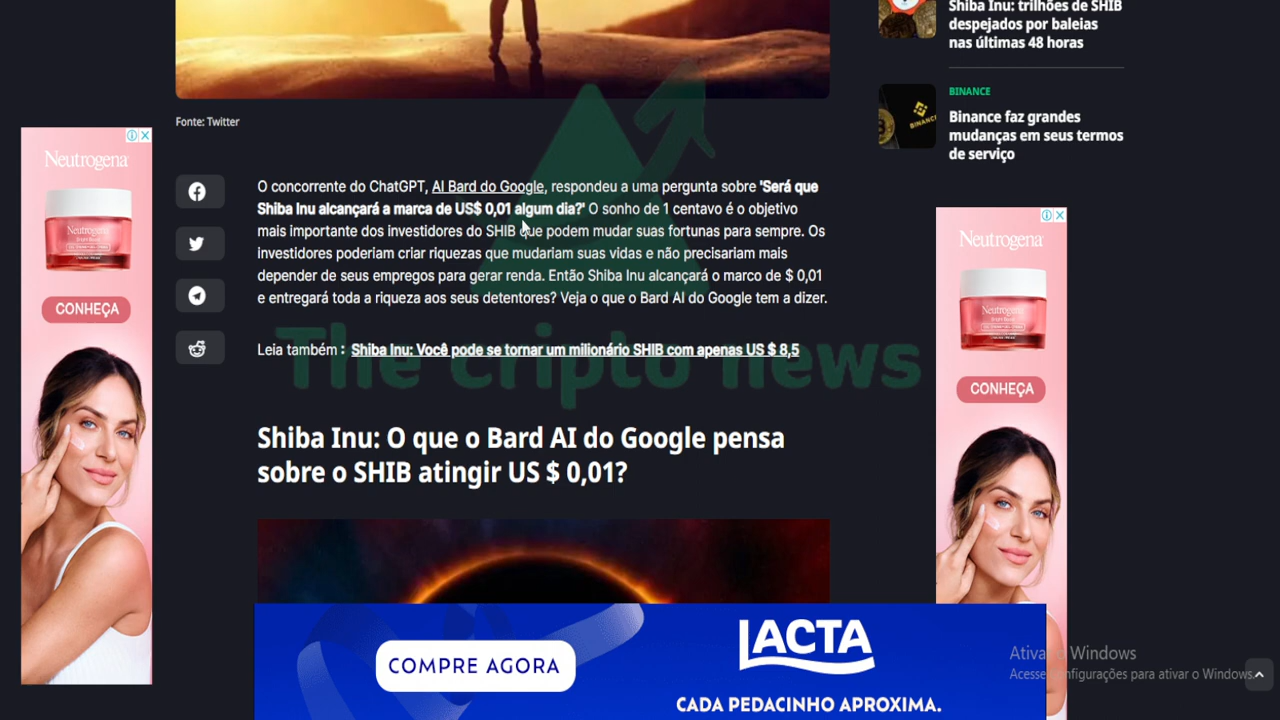 Shiba Inu: trilhões de SHIB
despejados por baleias
nas últimas 48 horas
BINANCE
Binance faz grandes
mudanças em seus termos
de serviço
Fonte: Twitter
O concorrente do ChatGPT, AI Bard do Google, respondeu a uma pergunta sobre 'Será que
Shiba Inu alcançará a marca de US$ 0,01 algum dia?' O sonho de 1 centavo é o objetivo
mais importante dos investidores do SHIB que podem mudar suas fortunas para sempre. Os
investidores poderiam criar riquezas que mudariam suas vidas e não precisariam mais
depender de seus empregos para gerar renda. Então Shiba Inu alcançará o marco de $ 0,01
e entregará toda a riqueza aos seus detentores? Veja o que o Bard AI do Google tem a dizer.
Leia também : Shiba Inu: Você pode se tornar um milionário SHIB com apenas US $ 8,5
The cripto news
Shiba Inu: O que o Bard AI do Google pensa
sobre o SHIB atingir US $ 0,01?
Neutrogena
CONHEÇA
Neutrogena
CONHEÇA
COMPRE AGORA
LACTA
CADA PEDACINHO APROXIMA.
Ativar o Windows
Acesse Configurações para ativar o Windows.